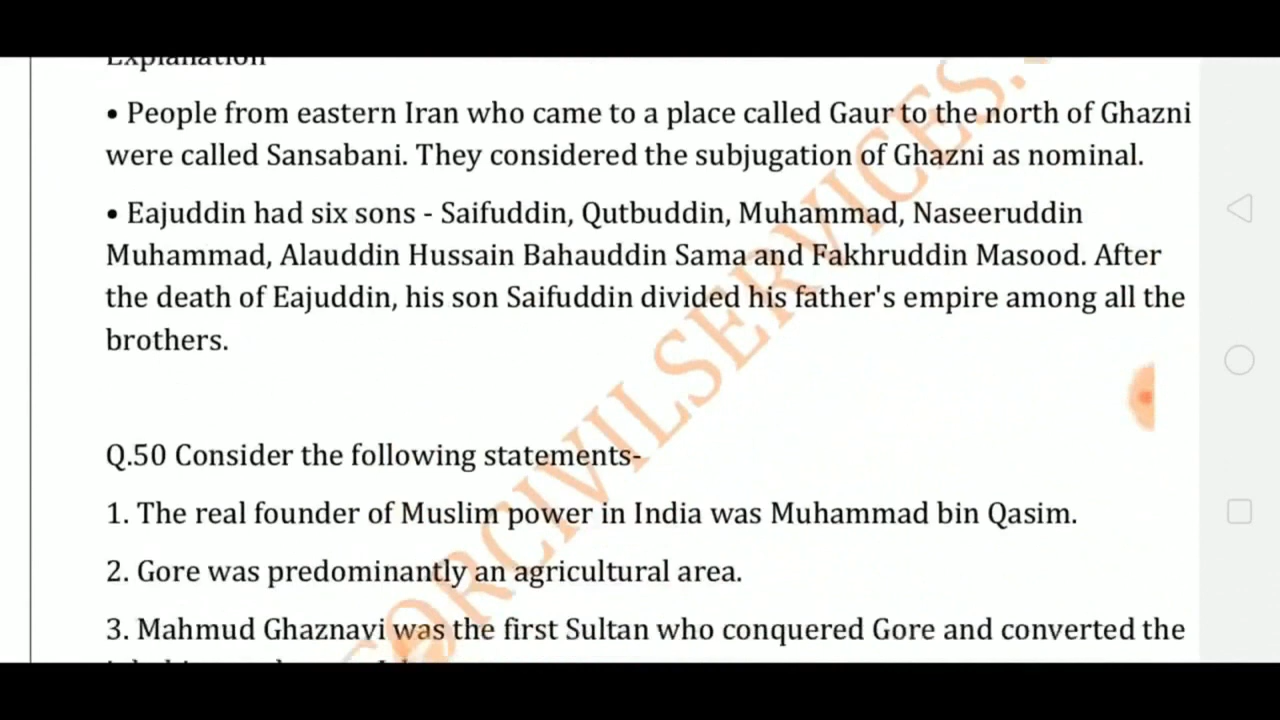 Explanation
• People from eastern Iran who came to a place called Gaur to the north of Ghazni
were called Sansabani. They considered the subjugation of Ghazni as nominal.
• Eajuddin had six sons - Saifuddin, Qutbuddin, Muhammad, Naseeruddin
Muhammad, Alauddin Hussain Bahauddin Sama and Fakhruddin Masood. After
the death of Eajuddin, his son Saifuddin divided his father's empire among all the
brothers.
Q.50 Consider the following statements-
1. The real founder of Muslim power in India was Muhammad bin Qasim.
2. Gore was predominantly an agricultural area.
3. Mahmud Ghaznavi was the first Sultan who conquered Gore and converted the
ORCIVILSERVICES.